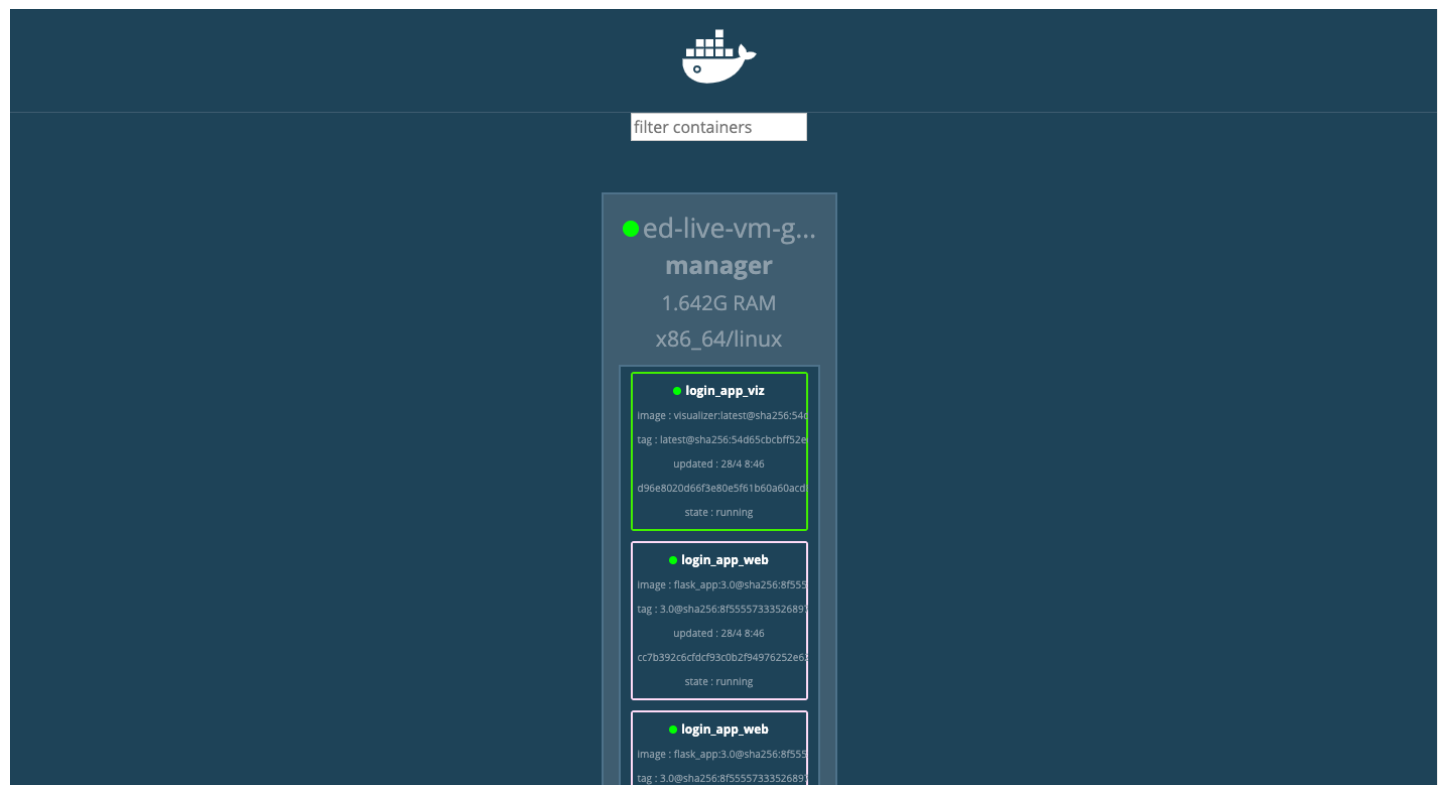 filter containers
ed-live-vm-g...
manager
1.642G RAM
x86_64/linux
login_app_viz
image : visualizer:latest@sha256:54d
tag : latest@sha256:54d65cbcbff52e
updated : 28/4 8:46
d96e8020d66f3e80e5f61b60a60acd
state : running
login_app_web
image : flask_app:3.0@sha256:8f555
tag : 3.0@sha256:8f5555733352689
updated : 28/4 8:46
cc7b392c6cfdcf93c0b2f94976252e6
state : running
login_app_web
image : flask_app:3.0@sha256:8f555
tag : 3.0@sha256:8f5555733352689